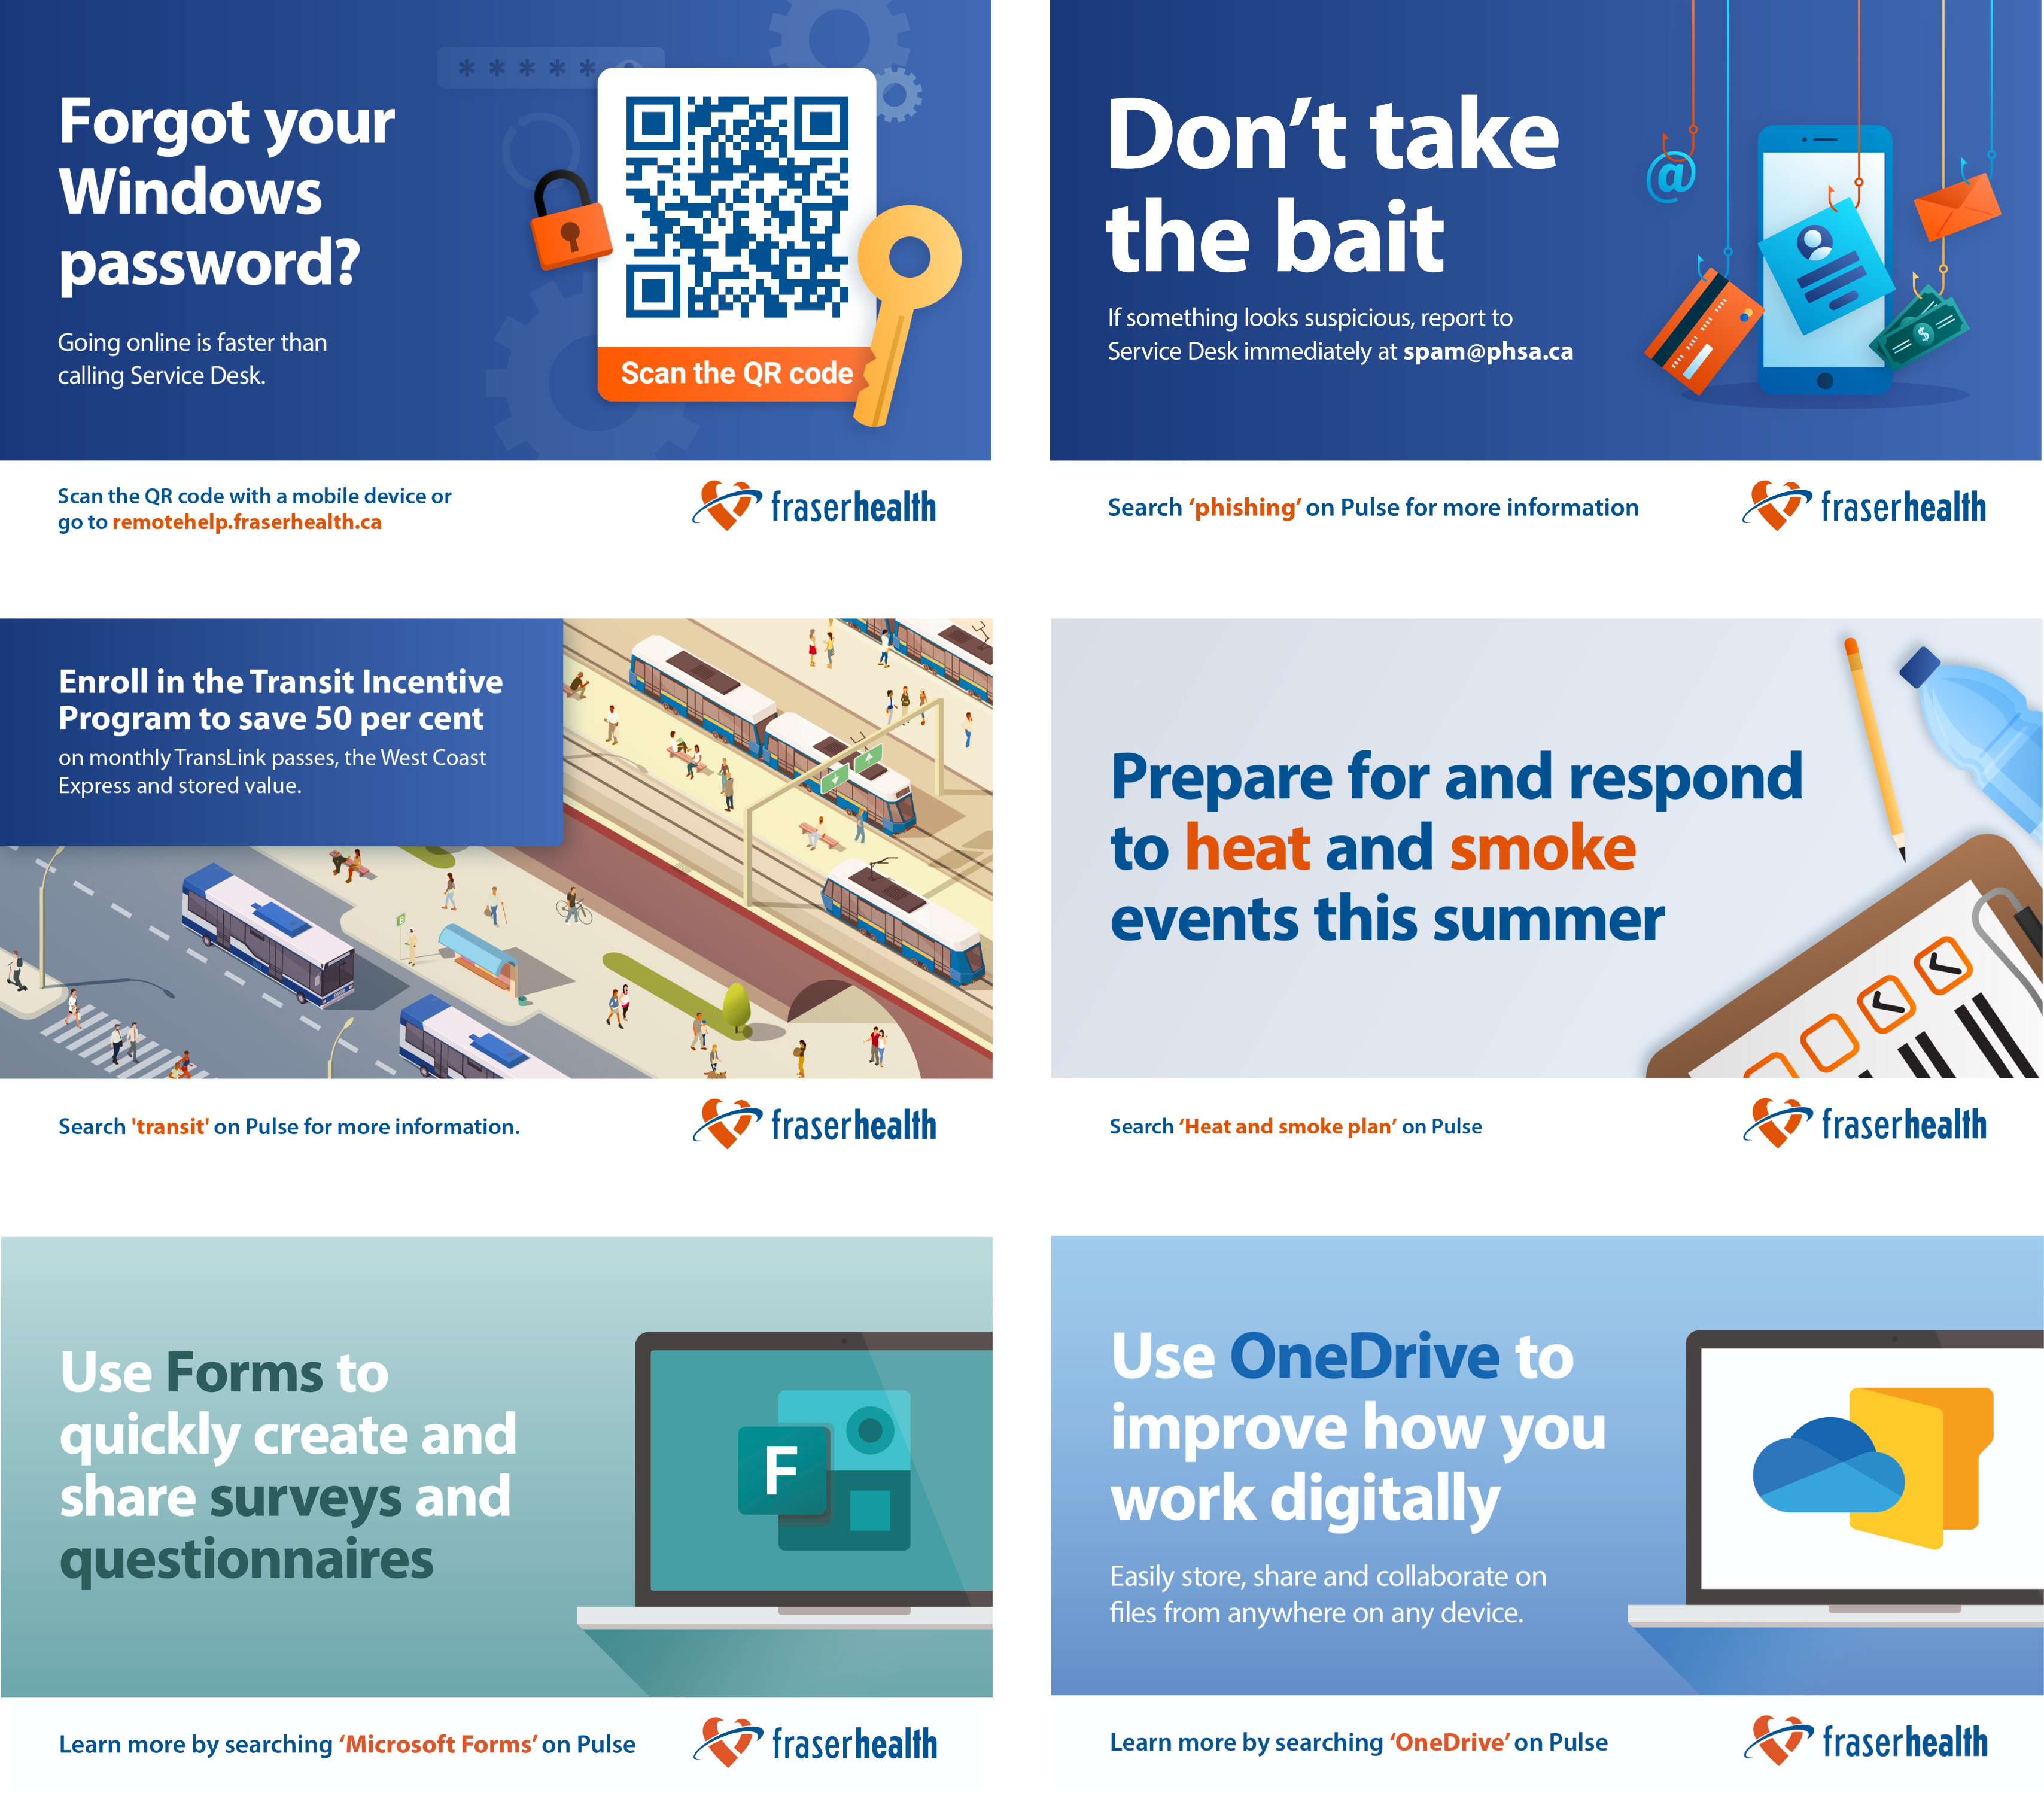 * * * * *
Forgot your
Windows
password?
Going online is faster than
calling Service Desk.
Scan the QR code
Scan the QR code with a mobile device or
go to remotehelp.fraserhealth.ca
fraserhealth
Don’t take
the bait
If something looks suspicious, report to
Service Desk immediately at spam@phsa.ca
@
$
Search ‘phishing’ on Pulse for more information
fraserhealth
Enroll in the Transit Incentive
Program to save 50 per cent
on monthly TransLink passes, the West Coast
Express and stored value.
Search 'transit' on Pulse for more information.
fraserhealth
Prepare for and respond
to heat and smoke
events this summer
Search ‘Heat and smoke plan’ on Pulse
fraserhealth
Use Forms to
quickly create and
share surveys and
questionnaires
F
Learn more by searching ‘Microsoft Forms’ on Pulse
fraserhealth
Use OneDrive to
improve how you
work digitally
Easily store, share and collaborate on
files from anywhere on any device.
Learn more by searching ‘OneDrive’ on Pulse
fraserhealth